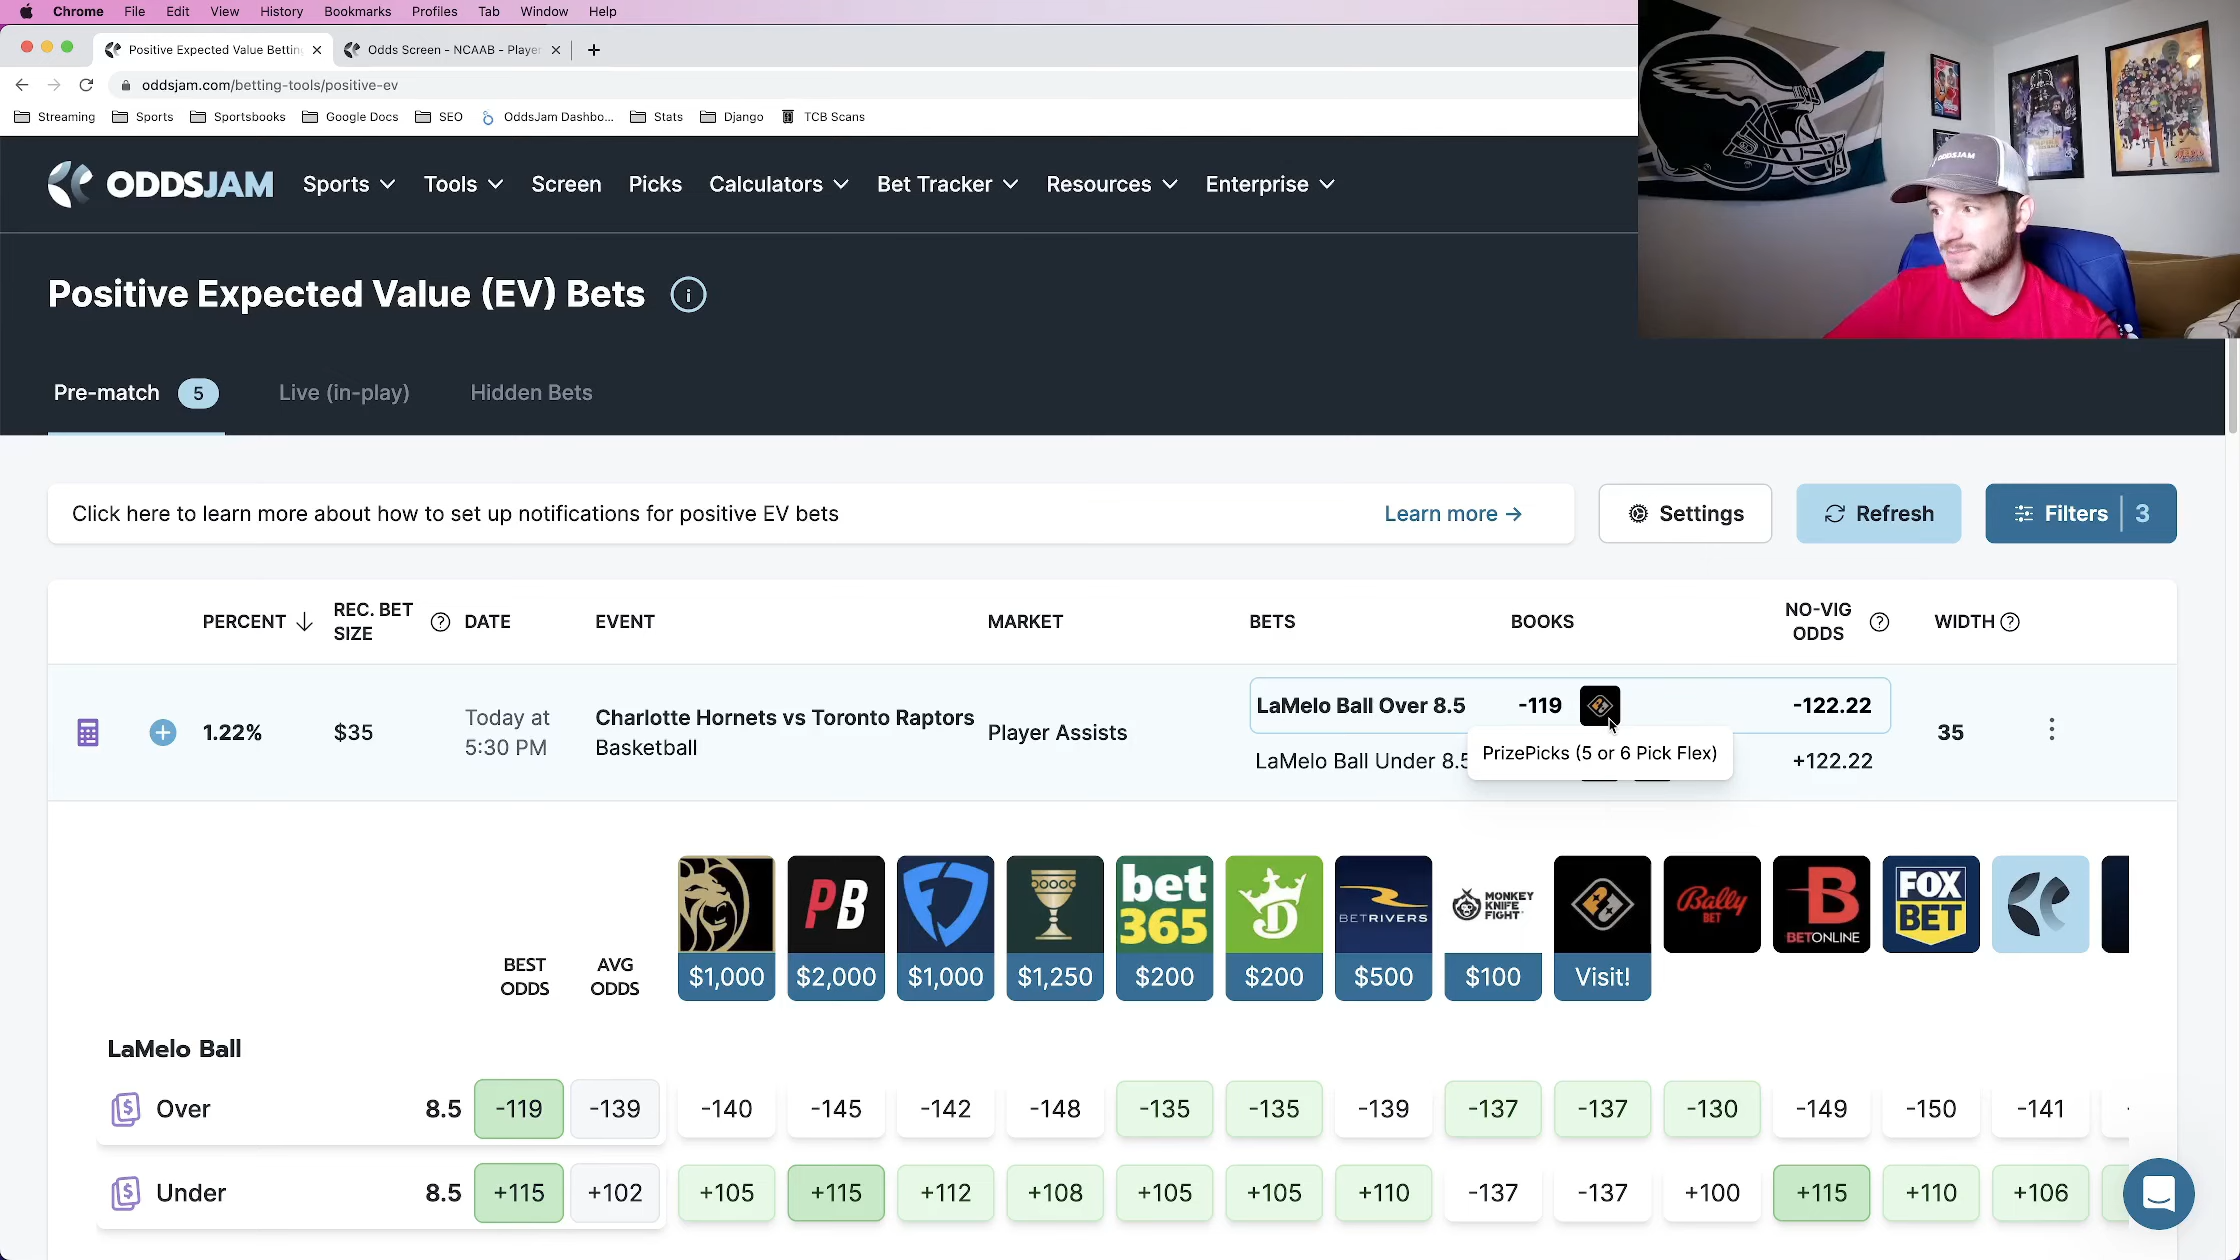 Chrome File Edit View History Bookmarks Profiles Tab Window Help
Positive Expected Value Betting Odds Screen - NCAAB - Player
oddsjam.com/betting-tools/positive-ev
Streaming Sports Sportsbooks Google Docs SEO OddsJam Dashbo... Stats Django TCB Scans
ODDSJAM Sports Tools Screen Picks Calculators Bet Tracker Resources Enterprise
ODDSJAM
Positive Expected Value (EV) Bets
Pre-match 5 Live (in-play) Hidden Bets
Click here to learn more about how to set up notifications for positive EV bets Learn more → Settings Refresh Filters 3
PERCENT ↓ REC. BET SIZE DATE EVENT MARKET BETS BOOKS NO-VIG ODDS WIDTH
1.22% $35 Today at 5:30 PM Charlotte Hornets vs Toronto Raptors Basketball Player Assists
LaMelo Ball Over 8.5 -119 -122.22 35
PrizePicks (5 or 6 Pick Flex)
LaMelo Ball Under 8.5 +122.22
PB bet365 BETRIVERS MONKEY KNIFE FIGHT Bally BET B BETONLINE FOX BET
BEST ODDS AVG ODDS $1,000 $2,000 $1,000 $1,250 $200 $200 $500 $100 Visit!
LaMelo Ball
Over 8.5 -119 -139 -140 -145 -142 -148 -135 -135 -139 -137 -137 -130 -149 -150 -141
Under 8.5 +115 +102 +105 +115 +112 +108 +105 +105 +110 -137 -137 +100 +115 +110 +106